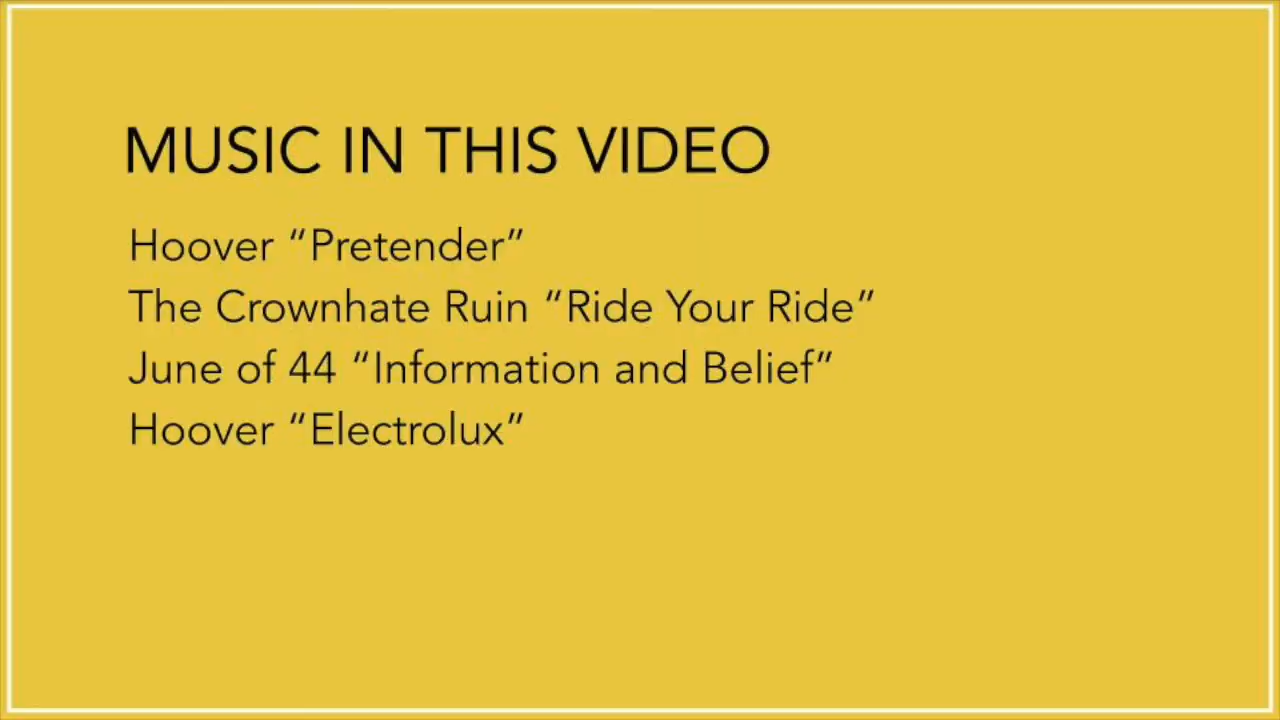 MUSIC IN THIS VIDEO
Hoover “Pretender”
The Crownhate Ruin “Ride Your Ride”
June of 44 “Information and Belief”
Hoover “Electrolux”